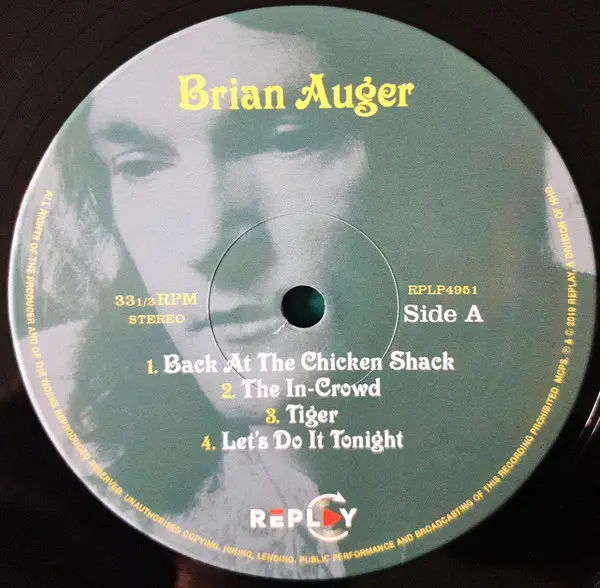 Brian Auger
33 1/3 RPM
STEREO
RPLP4951
Side A
1. Back At The Chicken Shack
2. The In-Crowd
3. Tiger
4. Let's Do It Tonight
REPLAY
ALL RIGHTS OF THE PRODUCER AND OF THE WORKS REPRODUCED RESERVED. UNAUTHORISED COPYING, HIRING, LENDING, PUBLIC PERFORMANCE AND BROADCASTING OF THIS RECORDING PROHIBITED. MCPS. ℗ & © 2019 REPLAY, A DIVISION OF HHO.